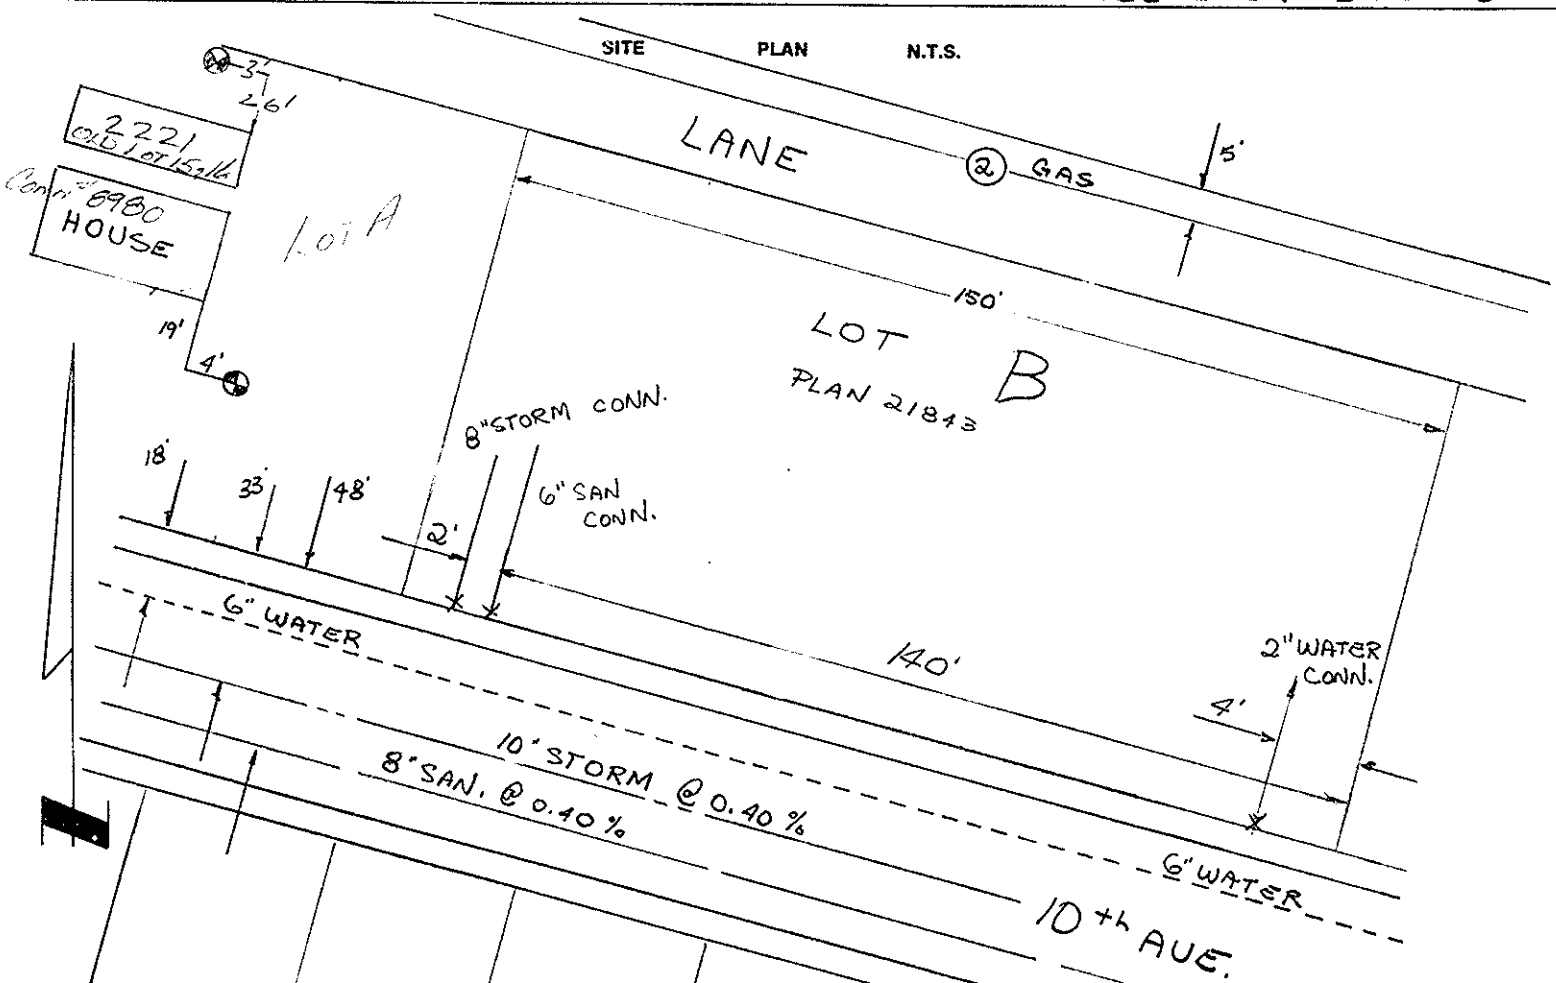 SITE PLAN N.T.S.
3'
26'
2221
OLD LOT 15,16
Comm# 6980
HOUSE
LOT A
19'
4'
LANE
② GAS
5'
150'
LOT B
PLAN 21843
8" STORM CONN.
6" SAN
CONN.
18'
33'
48'
2'
140'
2" WATER
CONN.
4'
6" WATER
10" STORM @ 0.40 %
8" SAN. @ 0.40 %
6" WATER
10th AVE.